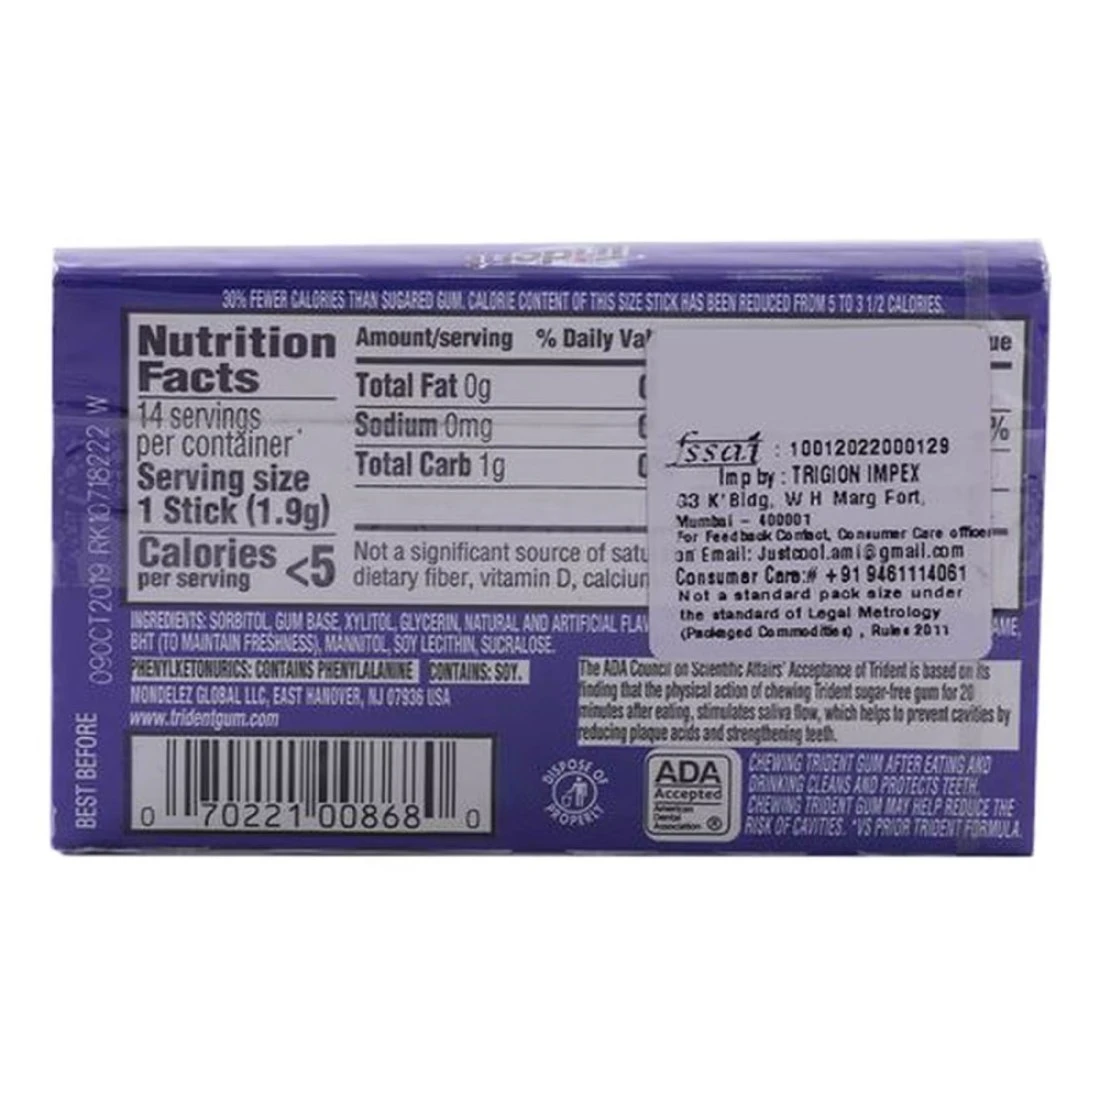 Trident
30% FEWER CALORIES THAN SUGARED GUM. CALORIE CONTENT OF THIS SIZE STICK HAS BEEN REDUCED FROM 5 TO 3 1/2 CALORIES.
Nutrition
Facts
14 servings
per container
Serving size
1 Stick (1.9g)
Calories
per serving <5
Amount/serving % Daily Val
Total Fat 0g
Sodium 0mg
Total Carb 1g
Not a significant source of satu
dietary fiber, vitamin D, calcium
ue
%
fssai : 10012022000129
Imp by : TRIGION IMPEX
G3 K' Bldg, W H Marg Fort,
Mumbai - 400001
For Feedback Contact, Consumer Care officer
on Email: Justcool.ami@gmail.com
Consumer Care:# +91 9461114061
Not a standard pack size under
the standard of Legal Metrology
(Packaged Commodities) , Rules 2011
INGREDIENTS: SORBITOL, GUM BASE, XYLITOL, GLYCERIN, NATURAL AND ARTIFICIAL FLAV AME,
BHT (TO MAINTAIN FRESHNESS), MANNITOL, SOY LECITHIN, SUCRALOSE.
PHENYLKETONURICS: CONTAINS PHENYLALANINE CONTAINS: SOY.
MONDELEZ GLOBAL LLC, EAST HANOVER, NJ 07936 USA
www.tridentgum.com
0 70221 00868 0
DISPOSE OF PROPERLY
The ADA Council on Scientific Affairs' Acceptance of Trident is based on its
finding that the physical action of chewing Trident sugar-free gum for 20
minutes after eating, stimulates saliva flow, which helps to prevent cavities by
reducing plaque acids and strengthening teeth.
ADA
Accepted
American
Dental
Association ®
CHEWING TRIDENT GUM AFTER EATING AND
DRINKING CLEANS AND PROTECTS TEETH.
CHEWING TRIDENT GUM MAY HELP REDUCE THE
RISK OF CAVITIES. *VS PRIOR TRIDENT FORMULA.
BEST BEFORE 09OCT2019 RK10718222 W